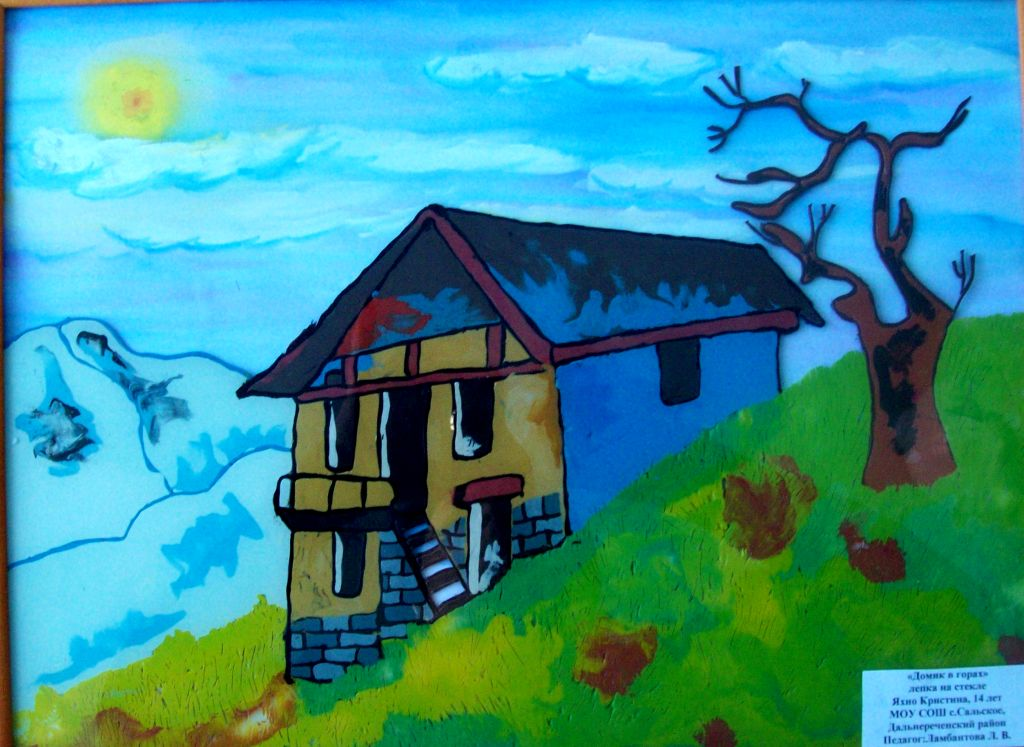 «Домик в горах»
лепка на стекле
Яхно Кристина, 14 лет
МОУ СОШ с.Сальское,
Дальнереченский район
Педагог:Ламбантова Л. В.